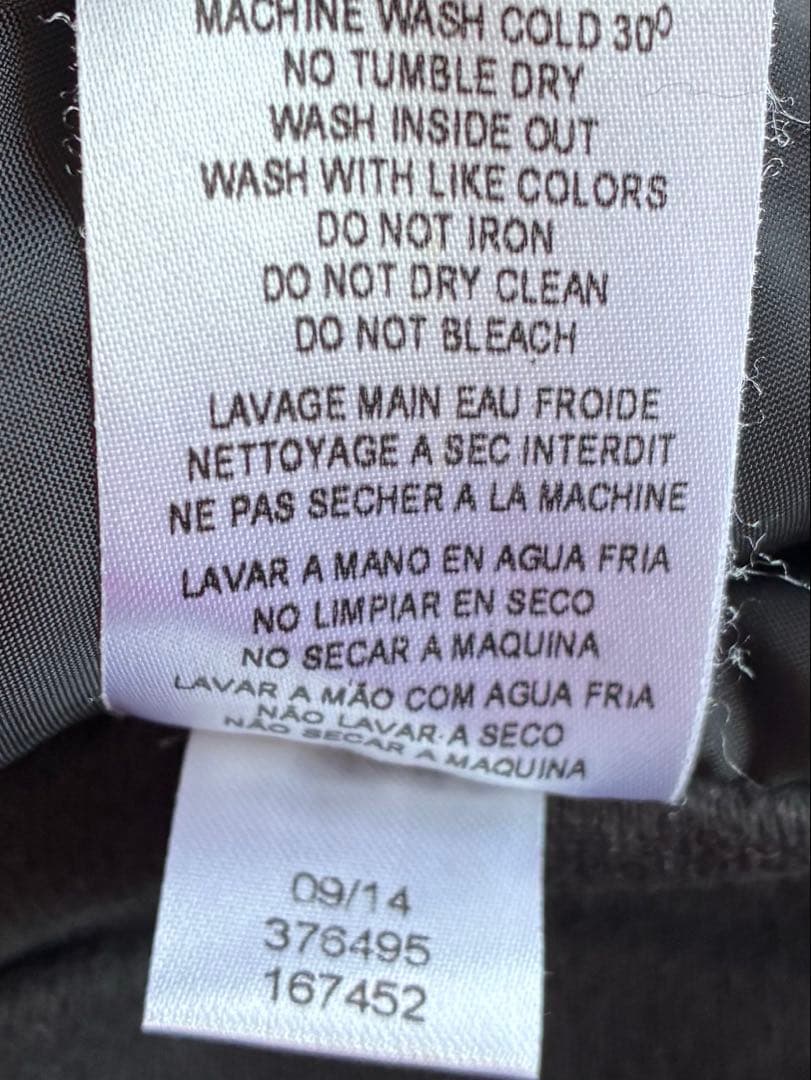 MACHINE WASH COLD 30⁰
NO TUMBLE DRY
WASH INSIDE OUT
WASH WITH LIKE COLORS
DO NOT IRON
DO NOT DRY CLEAN
DO NOT BLEACH
LAVAGE MAIN EAU FROIDE
NETTOYAGE A SEC INTERDIT
NE PAS SECHER A LA MACHINE
LAVAR A MANO EN AGUA FRIA
NO LIMPIAR EN SECO
NO SECAR A MAQUINA
LAVAR A MÃO COM AGUA FRIA
NÃO LAVAR A SECO
NÃO SECAR A MAQUINA
09/14
376495
167452